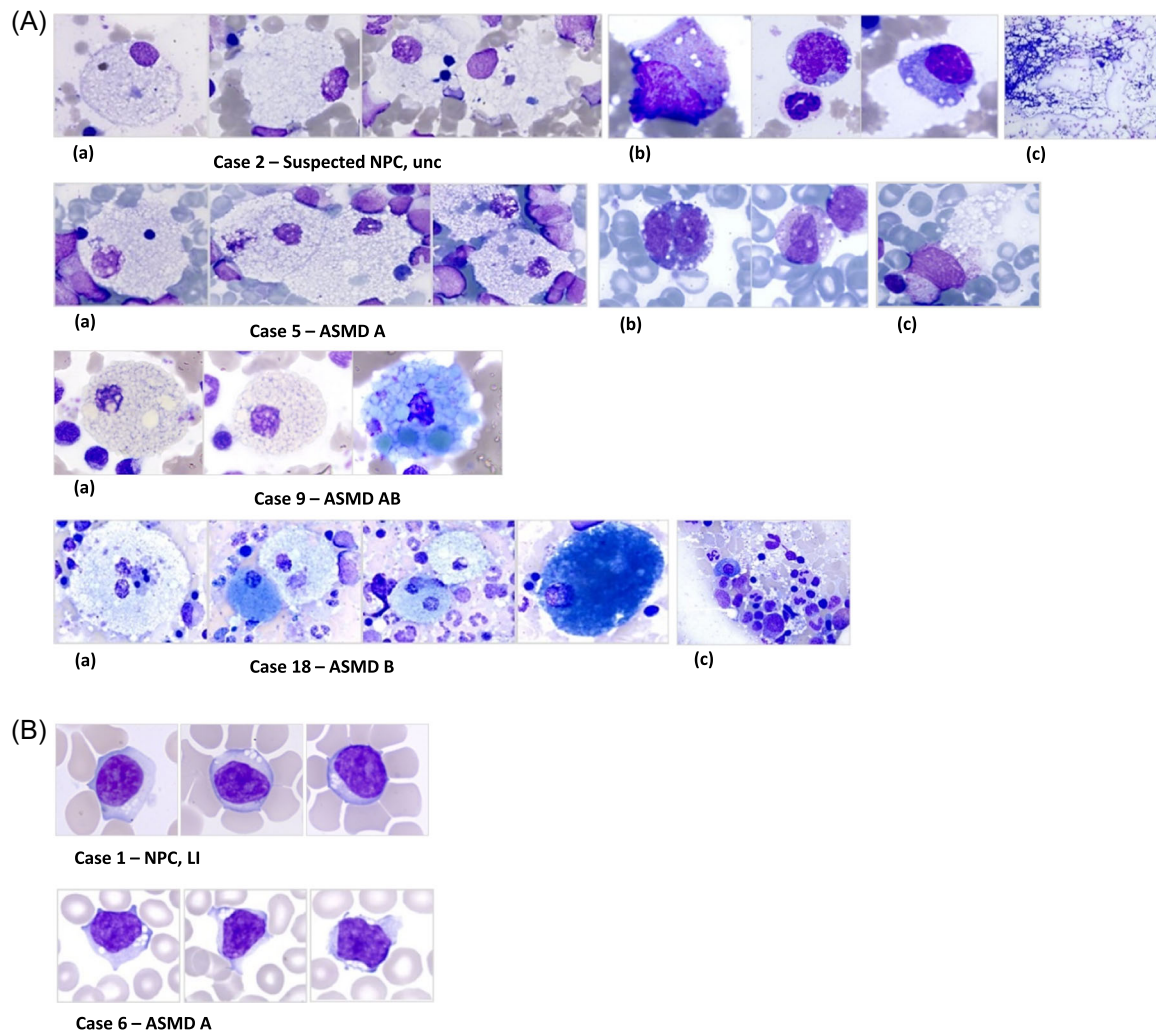 (A)
(a) (b) (c)
Case 2 – Suspected NPC, unc
(a) (b) (c)
Case 5 – ASMD A
(a)
Case 9 – ASMD AB
(a) (c)
Case 18 – ASMD B
(B)
Case 1 – NPC, LI
Case 6 – ASMD A